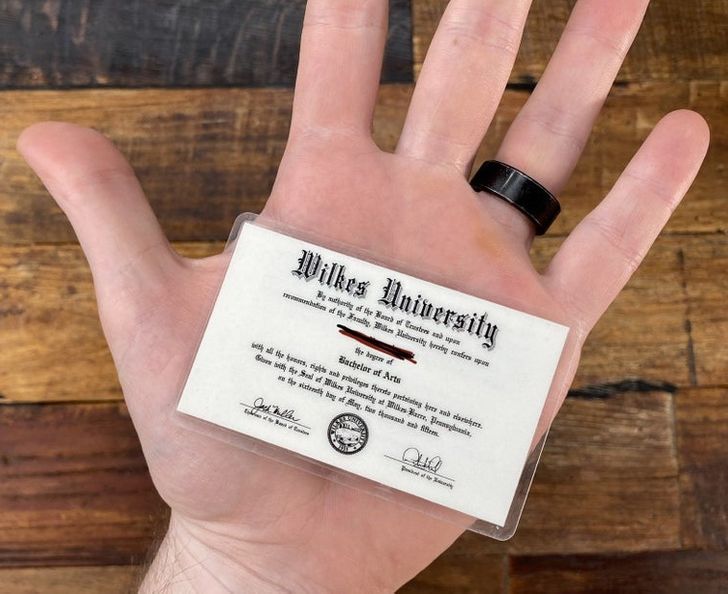 Wilkes University
By authority of the Board of Trustees and upon
recommendation of the Faculty, Wilkes University hereby confers upon
the degree of
Bachelor of Arts
with all the honors, rights and privileges thereto pertaining here and elsewhere.
Given with the Seal of Wilkes University at Wilkes-Barre, Pennsylvania,
on the sixteenth day of May, two thousand and fifteen.
Chairman of the Board of Trustees
President of the University